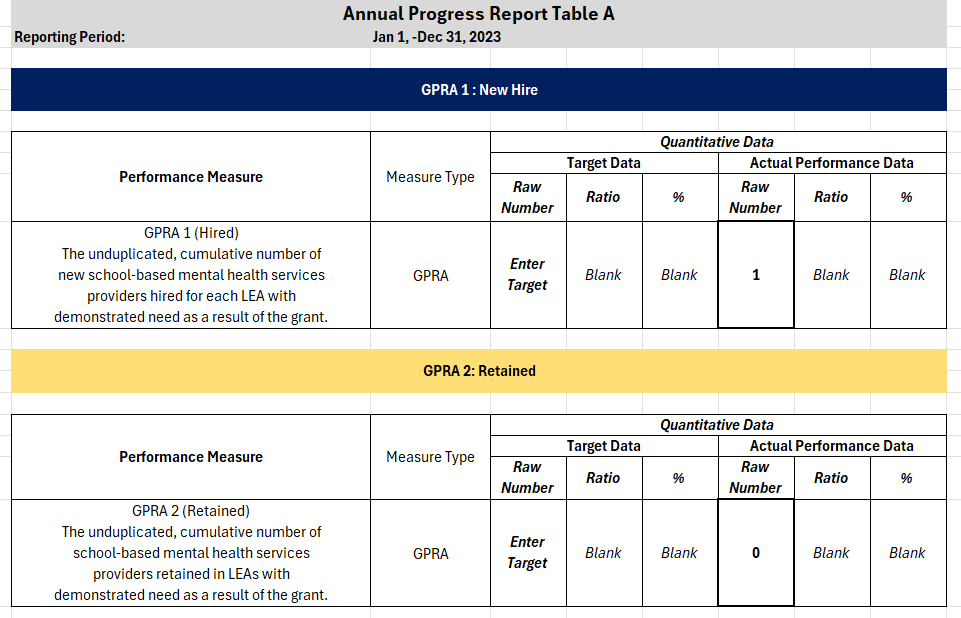 Annual Progress Report Table A
Reporting Period: Jan 1, -Dec 31, 2023
GPRA 1 : New Hire
Performance Measure
Measure Type
Quantitative Data
Target Data
Actual Performance Data
Raw
Number
Ratio
%
Raw
Number
Ratio
%
GPRA 1 (Hired)
The unduplicated, cumulative number of
new school-based mental health services
providers hired for each LEA with
demonstrated need as a result of the grant.
GPRA
Enter
Target
Blank
Blank
1
Blank
Blank
GPRA 2: Retained
Performance Measure
Measure Type
Quantitative Data
Target Data
Actual Performance Data
Raw
Number
Ratio
%
Raw
Number
Ratio
%
GPRA 2 (Retained)
The unduplicated, cumulative number of
school-based mental health services
providers retained in LEAs with
demonstrated need as a result of the grant.
GPRA
Enter
Target
Blank
Blank
0
Blank
Blank